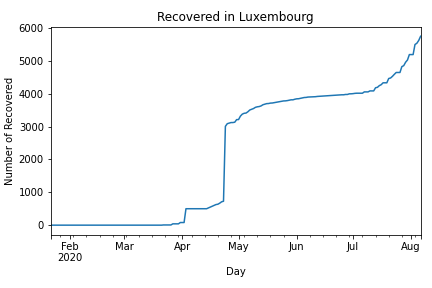 Recovered in Luxembourg
Number of Recovered
6000
5000
4000
3000
2000
1000
0
Feb
2020
Mar
Apr
May
Jun
Jul
Aug
Day